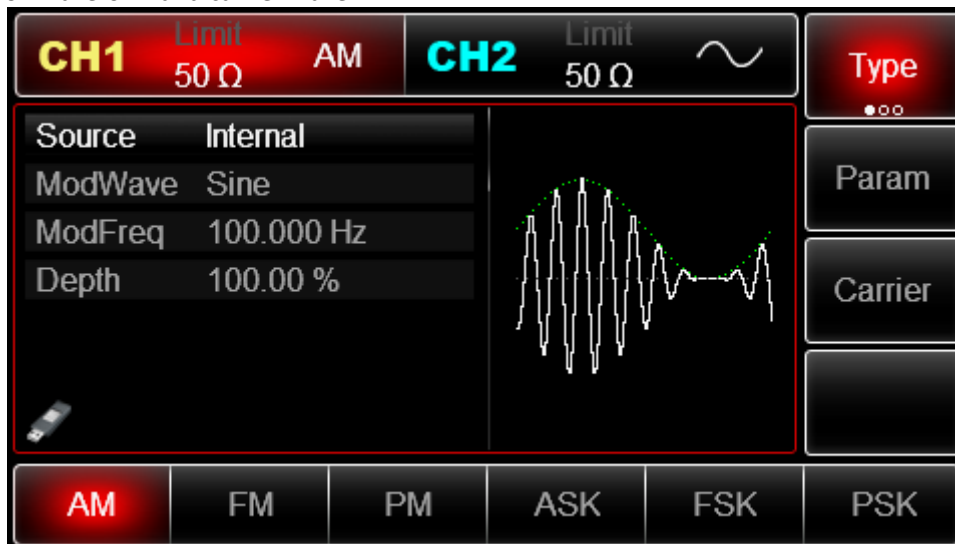 CH1 Limit 50 Ω AM
CH2 Limit 50 Ω
Type
Source Internal
ModWave Sine
ModFreq 100.000 Hz
Depth 100.00 %
Param
Carrier
AM FM PM ASK FSK PSK